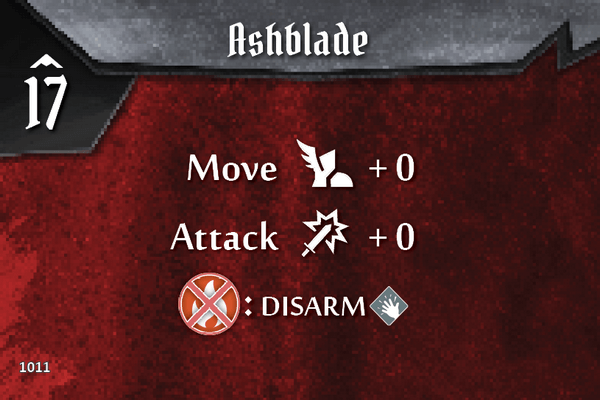 Ashblade
17
Move + 0
Attack + 0
: DISARM
1011